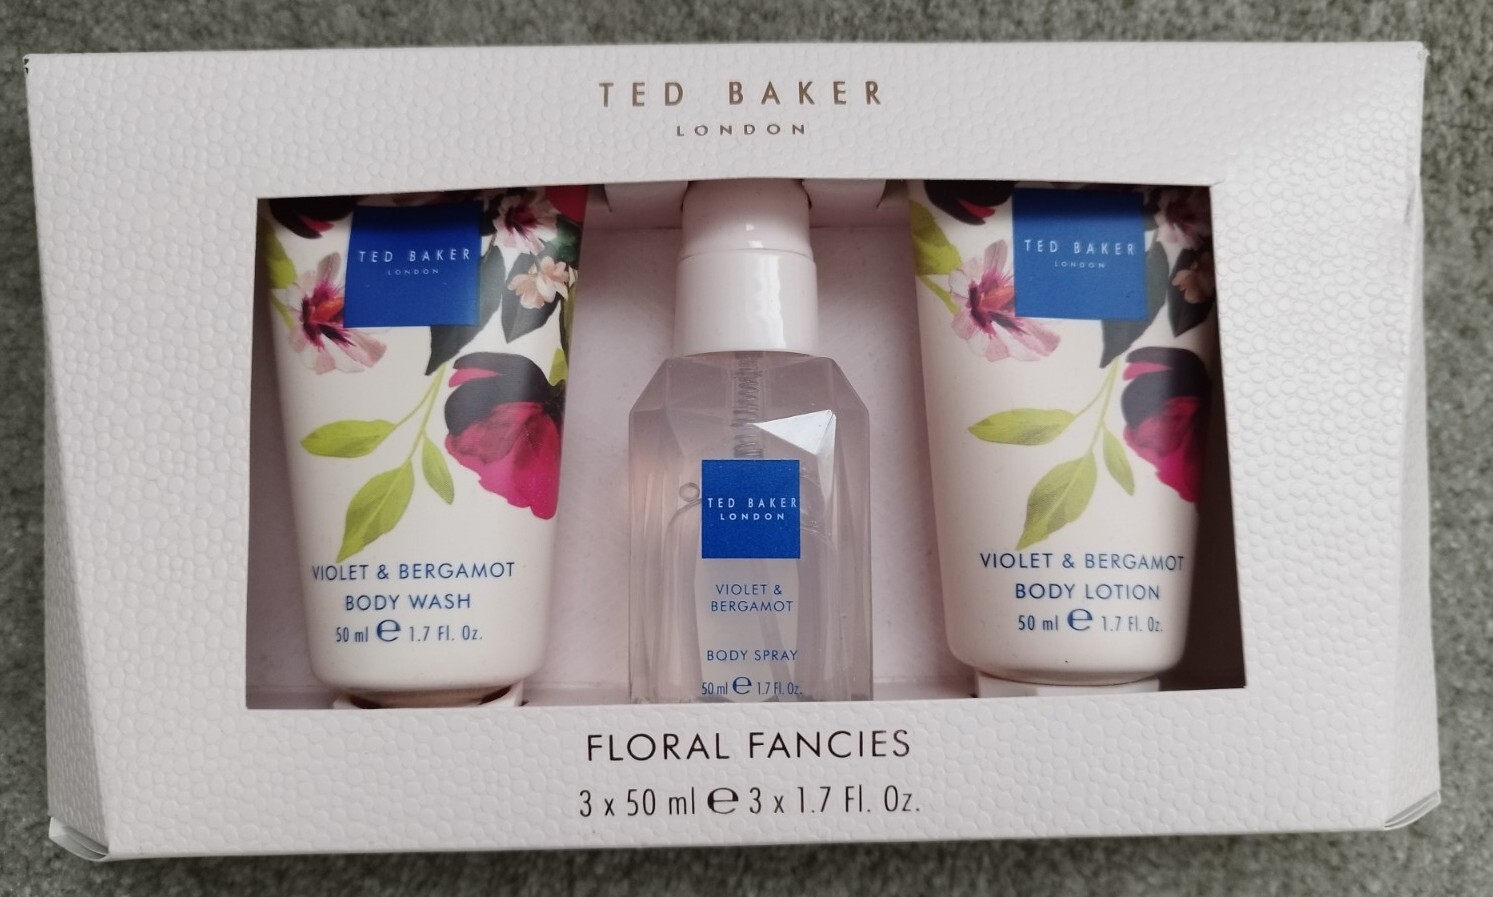 TED BAKER
LONDON
TED BAKER
LONDON
VIOLET & BERGAMOT
BODY WASH
50 ml ℮ 1.7 Fl. Oz.
TED BAKER
LONDON
VIOLET &
BERGAMOT
BODY SPRAY
50 ml ℮ 1.7 Fl. Oz.
TED BAKER
LONDON
VIOLET & BERGAMOT
BODY LOTION
50 ml ℮ 1.7 Fl. Oz.
FLORAL FANCIES
3 x 50 ml ℮ 3 x 1.7 Fl. Oz.